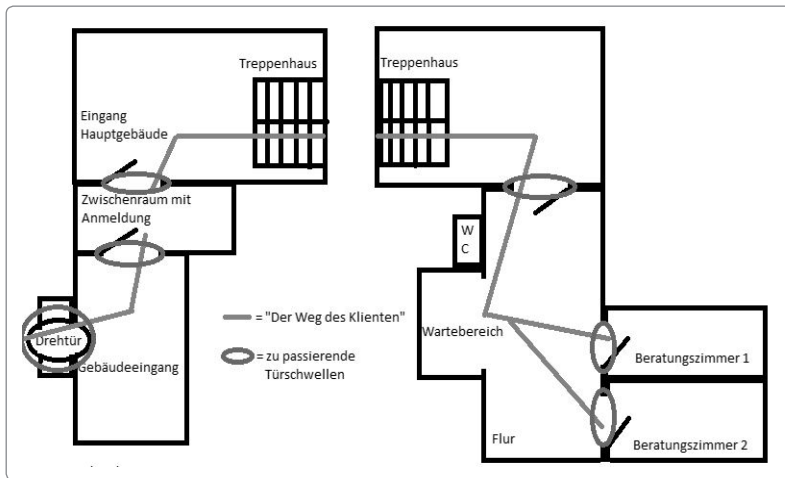 Treppenhaus
Eingang
Hauptgebäude
Zwischenraum mit
Anmeldung
Drehtür
Gebäudeeingang
= "Der Weg des Klienten"
= zu passierende
Türschwellen
Treppenhaus
W
C
Wartebereich
Beratungszimmer 1
Flur
Beratungszimmer 2